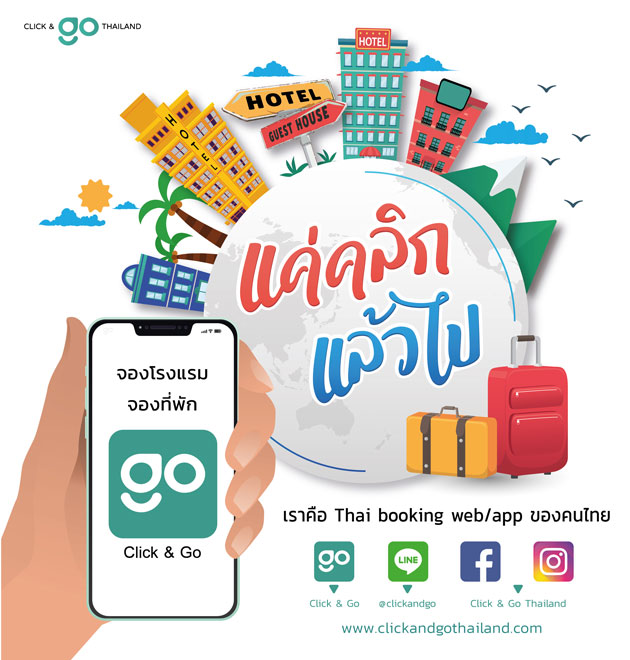 CLICK & go THAILAND
HOTEL
HOTEL
GUEST HOUSE
HOTEL
แค่คลิก
แล้วไป
จองโรงแรม
จองที่พัก
go
Click & Go
เราคือ Thai booking web/app ของคนไทย
go LINE
Click & Go @clickandgo Click & Go Thailand
www.clickandgothailand.com